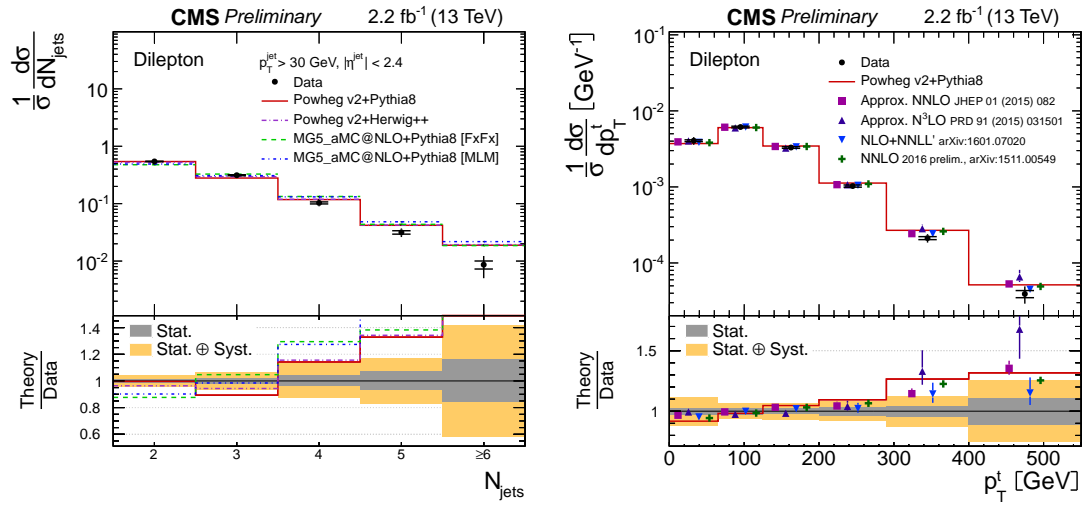 CMS Preliminary 2.2 fb⁻¹ (13 TeV)
1/σ dσ/dN_jets
Dilepton
p_T^jet > 30 GeV, |η^jet| < 2.4
Data
Powheg v2+Pythia8
Powheg v2+Herwig++
MG5_aMC@NLO+Pythia8 [FxFx]
MG5_aMC@NLO+Pythia8 [MLM]
10
1
10⁻¹
10⁻²
Theory/Data
Stat.
Stat. ⊕ Syst.
1.4
1.2
1
0.8
0.6
2 3 4 5 ≥6
N_jets
CMS Preliminary 2.2 fb⁻¹ (13 TeV)
1/σ dσ/dp_T^t [GeV⁻¹]
Dilepton
Data
Powheg v2+Pythia8
Approx. NNLO JHEP 01 (2015) 082
Approx. N³LO PRD 91 (2015) 031501
NLO+NNLL' arXiv:1601.07020
NNLO 2016 prelim., arXiv:1511.00549
10⁻¹
10⁻²
10⁻³
10⁻⁴
Theory/Data
Stat.
Stat. ⊕ Syst.
1.5
1
0 100 200 300 400 500
p_T^t [GeV]